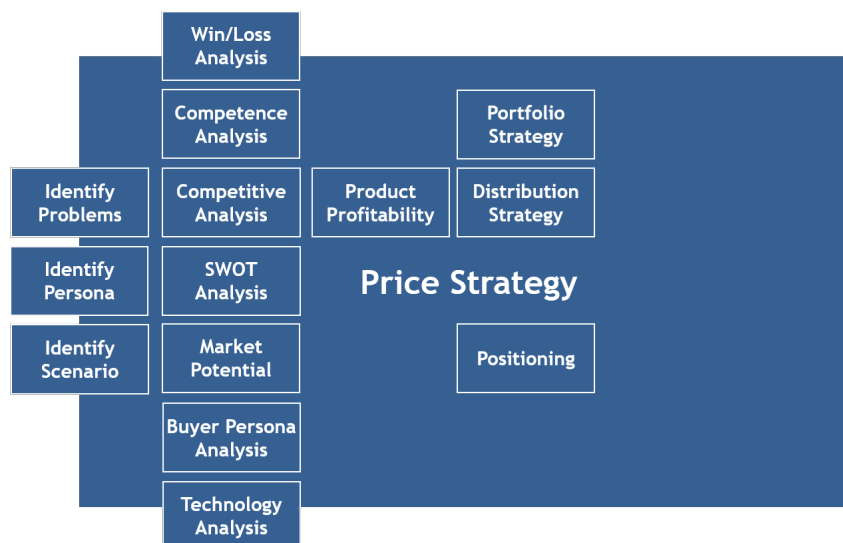 Win/Loss
Analysis
Competence
Analysis
Portfolio
Strategy
Identify
Problems
Competitive
Analysis
Product
Profitability
Distribution
Strategy
Identify
Persona
SWOT
Analysis
Price Strategy
Identify
Scenario
Market
Potential
Positioning
Buyer Persona
Analysis
Technology
Analysis